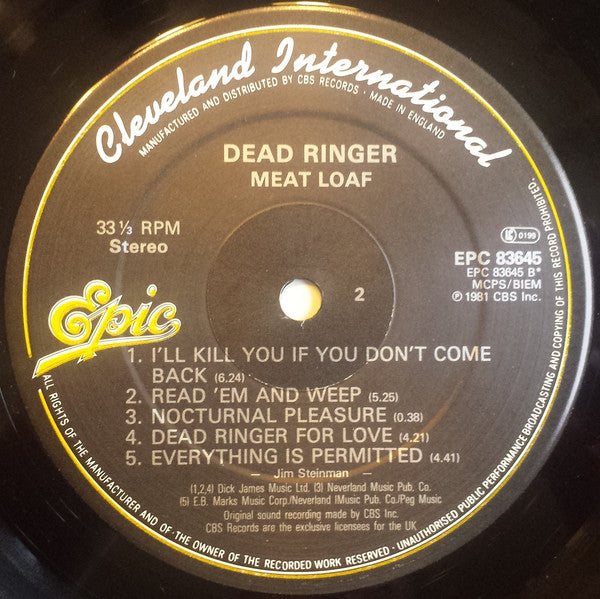 Cleveland International
MANUFACTURED AND DISTRIBUTED BY CBS RECORDS · MADE IN ENGLAND
DEAD RINGER
MEAT LOAF
33⅓ RPM
Stereo
0199
EPC 83645
EPC 83645 B*
MCPS/BIEM
℗ 1981 CBS Inc.
2
Epic
1. I'LL KILL YOU IF YOU DON'T COME
BACK (6.24)
2. READ 'EM AND WEEP (5.25)
3. NOCTURNAL PLEASURE (0.38)
4. DEAD RINGER FOR LOVE (4.21)
5. EVERYTHING IS PERMITTED (4.41)
— Jim Steinman —
(1,2,4) Dick James Music Ltd. (3) Neverland Music Pub. Co.
(5) E.B. Marks Music Corp./Neverland lMusic Pub. Co./Peg Music
Original sound recording made by CBS Inc.
CBS Records are the exclusive licensees for the UK
ALL RIGHTS OF THE MANUFACTURER AND OF THE OWNER OF THE RECORDED WORK RESERVED · UNAUTHORISED PUBLIC PERFORMANCE BROADCASTING AND COPYING OF THIS RECORD PROHIBITED.